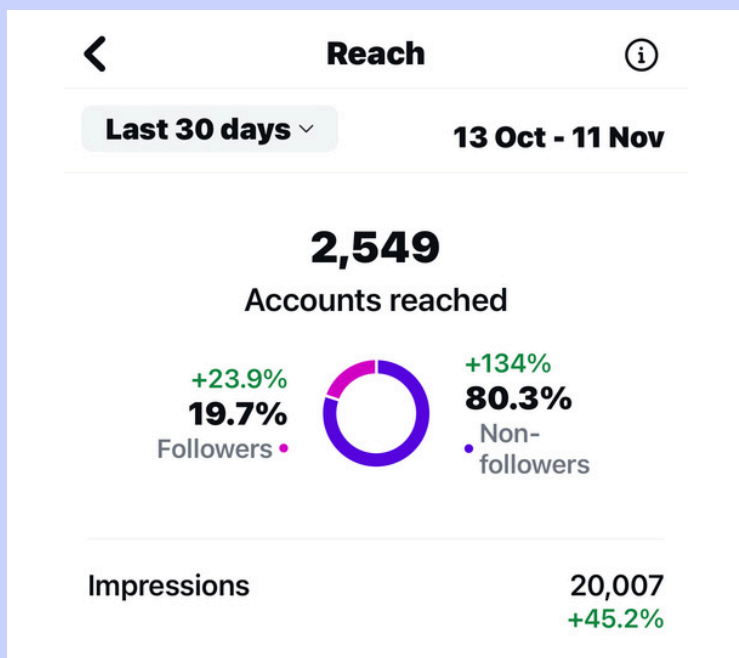 Reach
Last 30 days
13 Oct - 11 Nov
2,549
Accounts reached
+23.9%
19.7%
Followers
+134%
80.3%
Non-
followers
Impressions
20,007
+45.2%